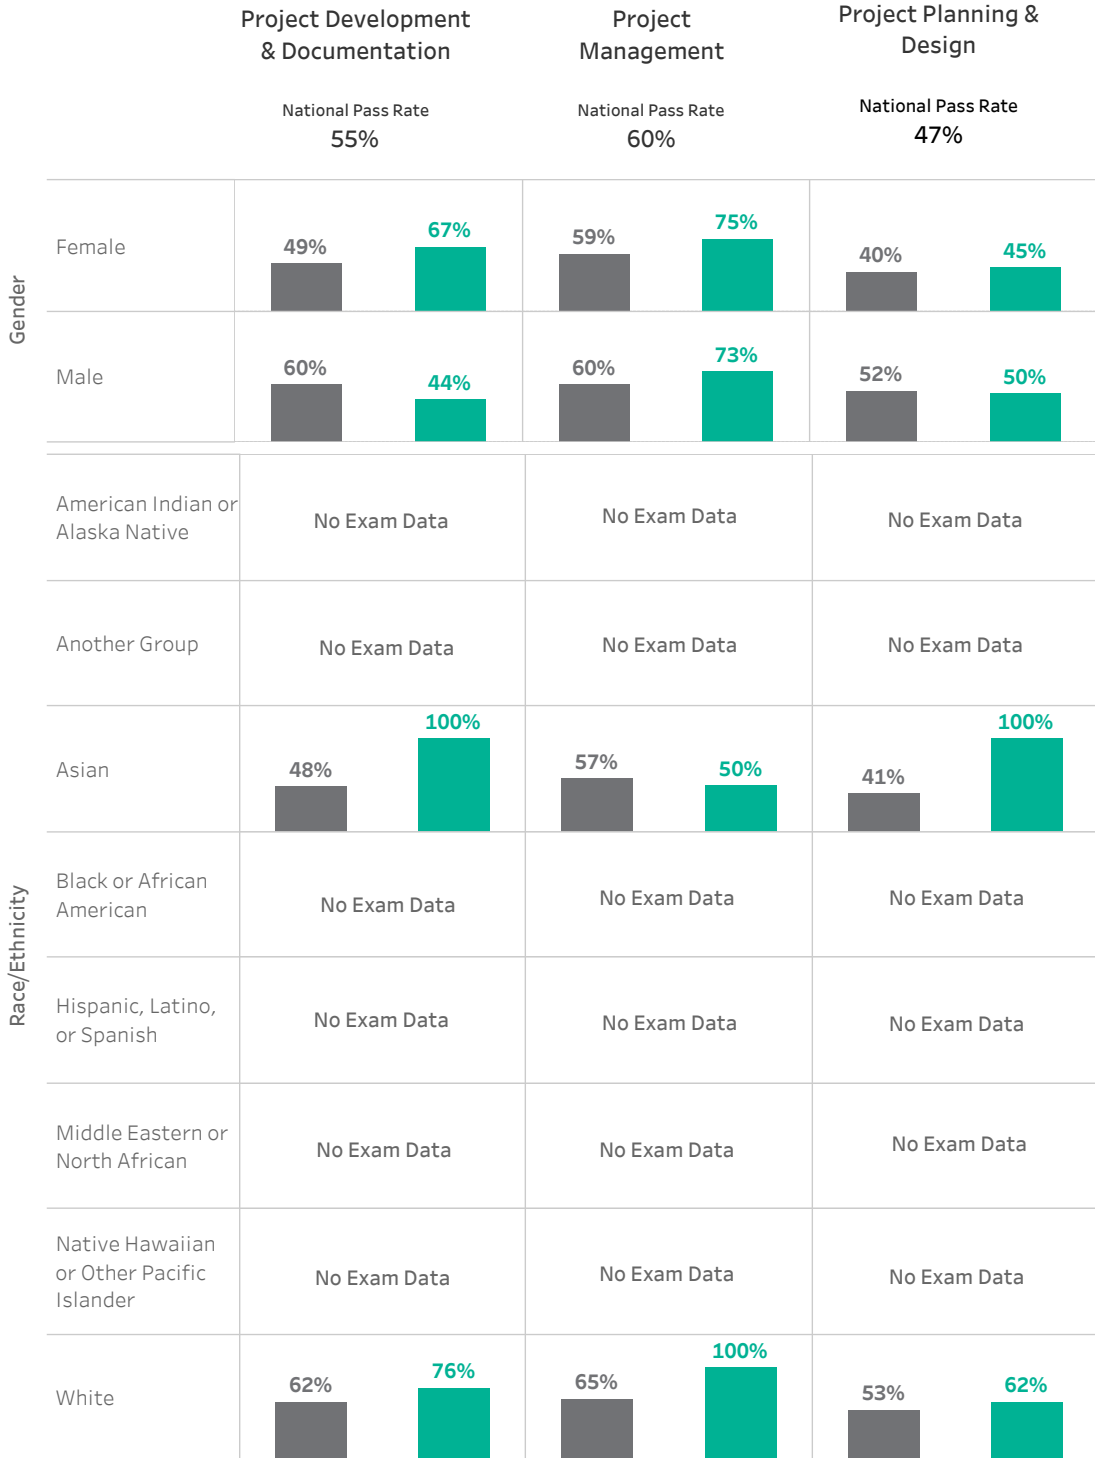 Project Development
& Documentation
Project
Management
Project Planning &
Design
National Pass Rate
55%
National Pass Rate
60%
National Pass Rate
47%
Gender
Female
49%
67%
59%
75%
40%
45%
Male
60%
44%
60%
73%
52%
50%
Race/Ethnicity
American Indian or
Alaska Native
No Exam Data
No Exam Data
No Exam Data
Another Group
No Exam Data
No Exam Data
No Exam Data
Asian
48%
100%
57%
50%
41%
100%
Black or African
American
No Exam Data
No Exam Data
No Exam Data
Hispanic, Latino,
or Spanish
No Exam Data
No Exam Data
No Exam Data
Middle Eastern or
North African
No Exam Data
No Exam Data
No Exam Data
Native Hawaiian
or Other Pacific
Islander
No Exam Data
No Exam Data
No Exam Data
White
62%
76%
65%
100%
53%
62%